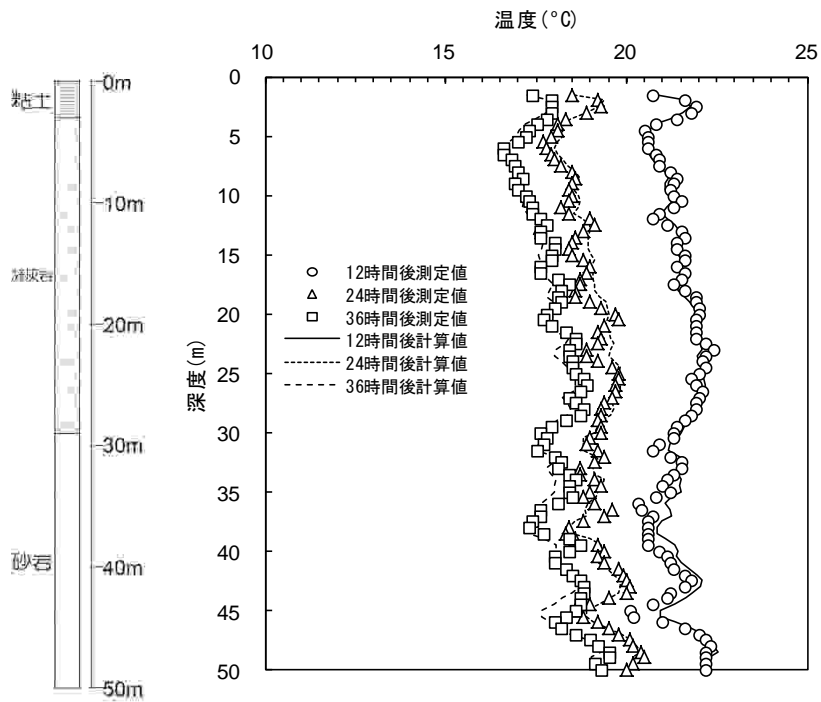 温度(°C)
10 15 20 25
0
5
10
15
20
25
30
35
40
45
50
深度(m)
12時間後測定値
24時間後測定値
36時間後測定値
12時間後計算値
24時間後計算値
36時間後計算値
0m
10m
20m
30m
40m
50m
粘土
凝灰岩
砂岩